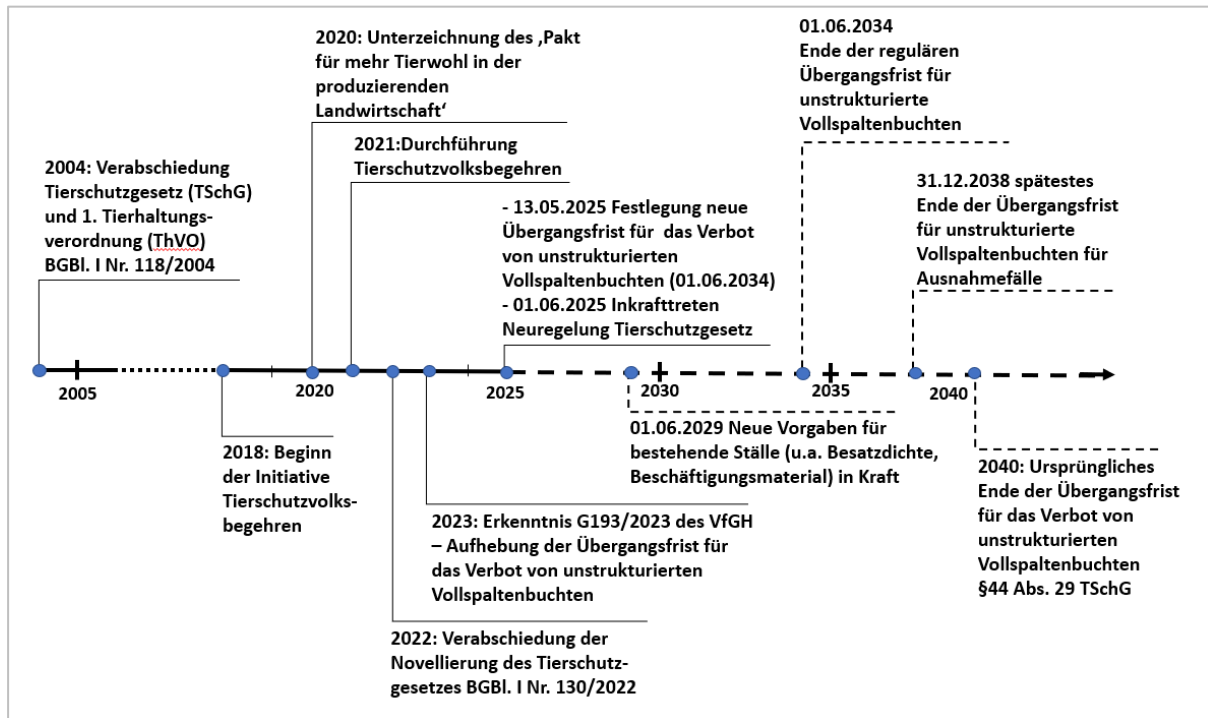 2020: Unterzeichnung des ‚Pakt
für mehr Tierwohl in der
produzierenden
Landwirtschaft‘
01.06.2034
Ende der regulären
Übergangsfrist für
unstrukturierte
Vollspaltenbuchten
2021:Durchführung
Tierschutzvolksbegehren
2004: Verabschiedung
Tierschutzgesetz (TSchG)
und 1. Tierhaltungs-
verordnung (ThVO)
BGBl. I Nr. 118/2004
- 13.05.2025 Festlegung neue
Übergangsfrist für das Verbot
von unstrukturierten
Vollspaltenbuchten (01.06.2034)
- 01.06.2025 Inkrafttreten
Neuregelung Tierschutzgesetz
31.12.2038 spätestes
Ende der Übergangsfrist
für unstrukturierte
Vollspaltenbuchten für
Ausnahmefälle
2005
2020
2025
2030
2035
2040
2018: Beginn
der Initiative
Tierschutzvolks-
begehren
01.06.2029 Neue Vorgaben für
bestehende Ställe (u.a. Besatzdichte,
Beschäftigungsmaterial) in Kraft
2040: Ursprüngliches
Ende der Übergangsfrist
für das Verbot von
unstrukturierten
Vollspaltenbuchten
§44 Abs. 29 TSchG
2023: Erkenntnis G193/2023 des VfGH
– Aufhebung der Übergangsfrist für
das Verbot von unstrukturierten
Vollspaltenbuchten
2022: Verabschiedung der
Novellierung des Tierschutz-
gesetzes BGBl. I Nr. 130/2022